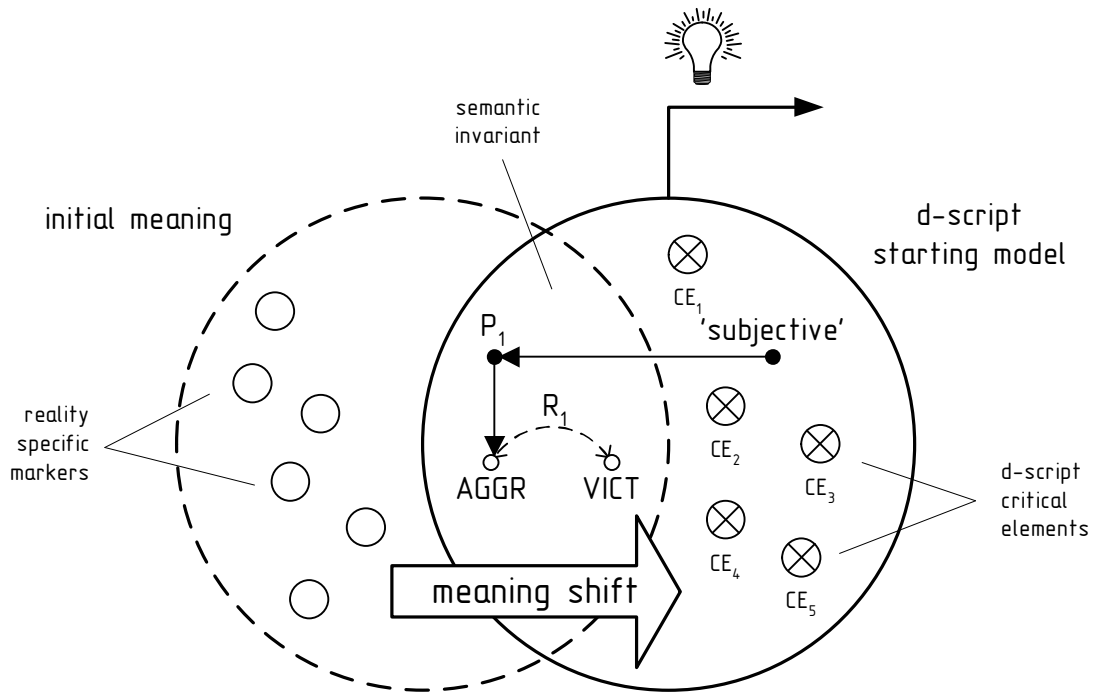 semantic
invariant
initial meaning
d-script
starting model
CE₁
P₁
'subjective'
R₁
CE₂
CE₃
reality
specific
markers
AGGR
VICT
d-script
critical
elements
CE₄
meaning shift
CE₅